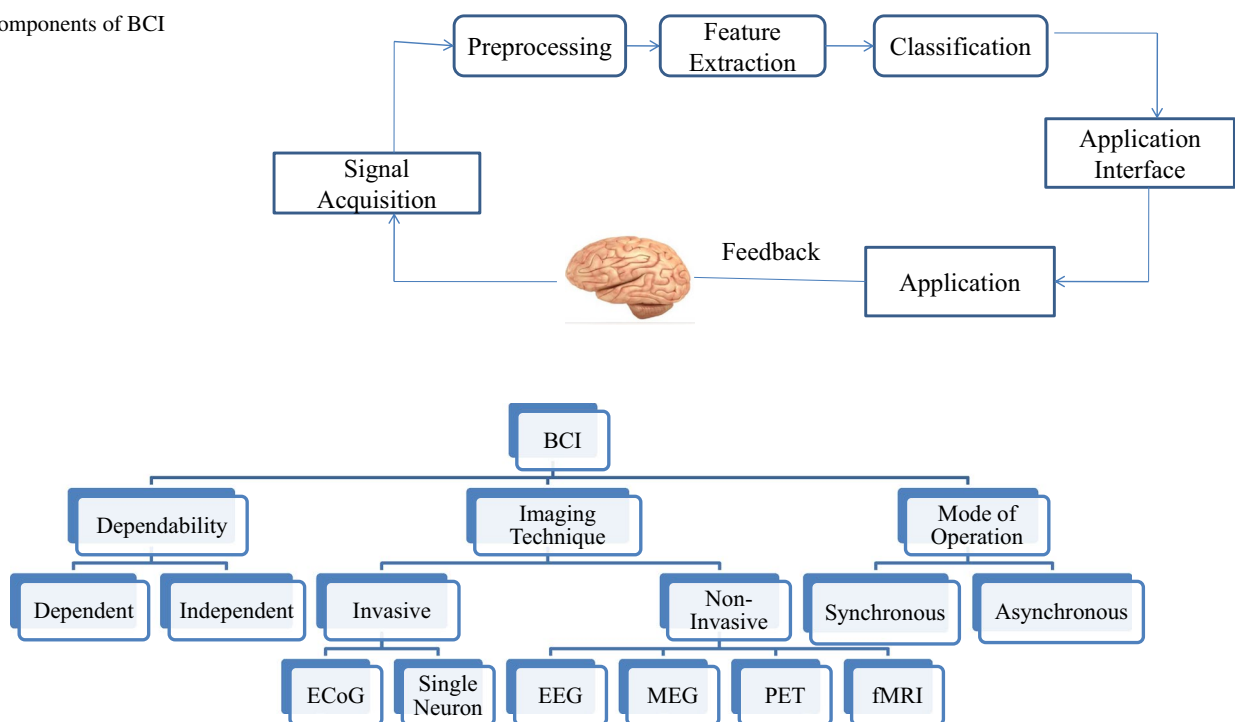 omponents of BCI
Preprocessing
Feature
Extraction
Classification
Application
Interface
Signal
Acquisition
Feedback
Application
BCI
Dependability
Imaging
Technique
Mode of
Operation
Dependent
Independent
Invasive
Non-
Invasive
Synchronous
Asynchronous
ECoG
Single
Neuron
EEG
MEG
PET
fMRI